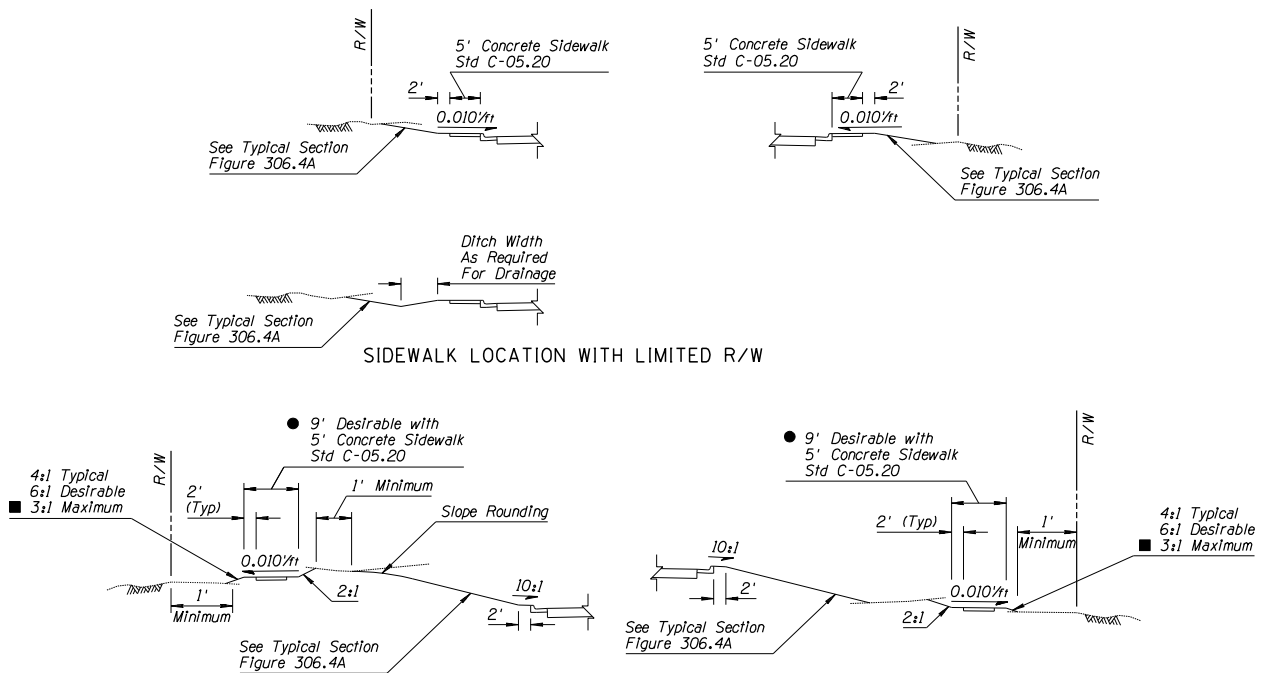 R/W
5' Concrete Sidewalk
Std C-05.20
2'
0.010'/ft
See Typical Section
Figure 306.4A
5' Concrete Sidewalk
Std C-05.20
R/W
2'
0.010'/ft
See Typical Section
Figure 306.4A
Ditch Width
As Required
For Drainage
See Typical Section
Figure 306.4A
SIDEWALK LOCATION WITH LIMITED R/W
● 9' Desirable with
5' Concrete Sidewalk
Std C-05.20
R/W
4:1 Typical
6:1 Desirable
■ 3:1 Maximum
2'
(Typ)
1' Minimum
Slope Rounding
0.010'/ft
2:1
1'
Minimum
10:1
2'
See Typical Section
Figure 306.4A
● 9' Desirable with
5' Concrete Sidewalk
Std C-05.20
R/W
2' (Typ)
1'
Minimum
4:1 Typical
6:1 Desirable
■ 3:1 Maximum
10:1
2'
0.010'/ft
2:1
See Typical Section
Figure 306.4A